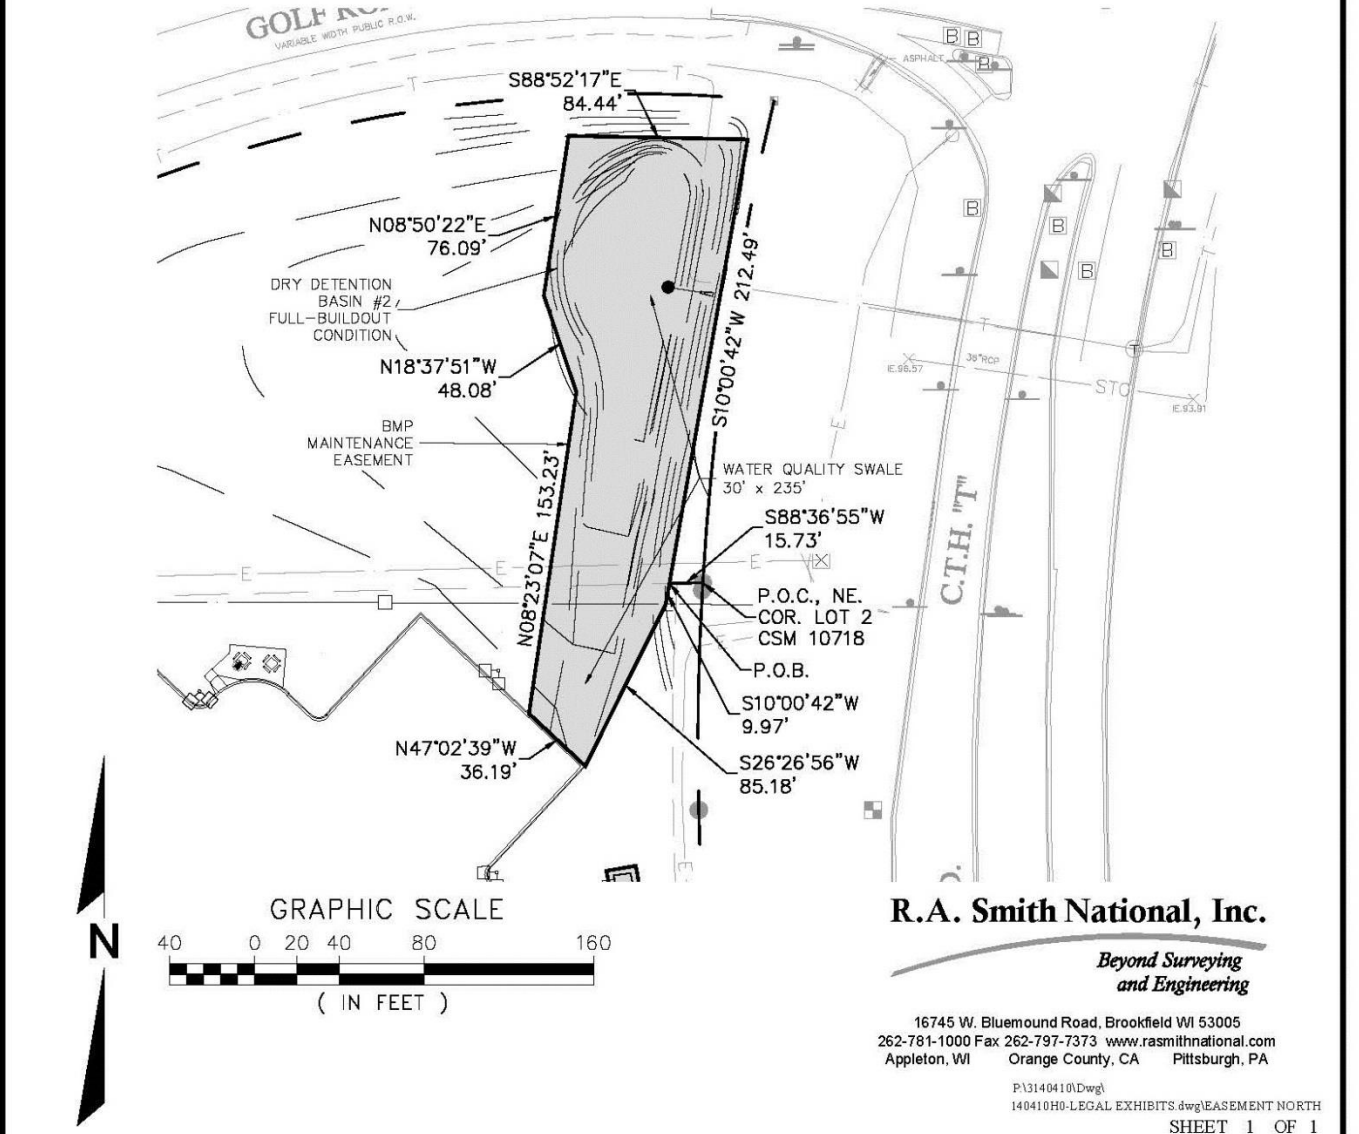 GOLF
VARIABLE WIDTH PUBLIC R.O.W.
T
T
T
S88°52'17"E
84.44'
ASPHALT
B B
B
N08°50'22"E
76.09'
B
B
B
B
DRY DETENTION
BASIN #2,
FULL-BUILDOUT
CONDITION
S10°00'42"W 212.49'
T
T
N18°37'51"W
48.08'
36"RCP
IE.96.57
STO
IE.93.91
BMP
MAINTENANCE
EASEMENT
E
WATER QUALITY SWALE
30' x 235'
N08°23'07"E 153.23'
S88°36'55"W
15.73'
C.T.H. "T"
E
E
E
P.O.C., NE.
COR. LOT 2
CSM 10718
E
P.O.B.
S10°00'42"W
9.97'
N47°02'39"W
36.19'
S26°26'56"W
85.18'
E
GRAPHIC SCALE
40 0 20 40 80 160
( IN FEET )
N
R.A. Smith National, Inc.
Beyond Surveying
and Engineering
16745 W. Bluemound Road, Brookfield WI 53005
262-781-1000 Fax 262-797-7373 www.rasmithnational.com
Appleton, WI Orange County, CA Pittsburgh, PA
P:\3140410\Dwg\
140410H0-LEGAL EXHIBITS.dwg\EASEMENT NORTH
SHEET 1 OF 1